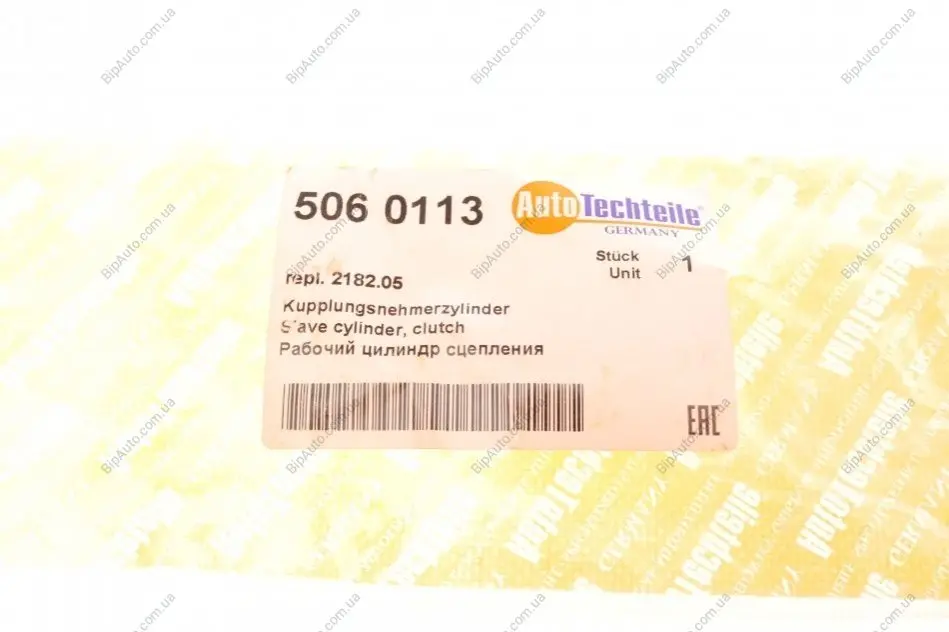 506 0113
AutoTechteile®
GERMANY
Stück 1
Unit
repl. 2182.05
Kupplungsnehmerzylinder
Slave cylinder, clutch
Рабочий цилиндр сцепления
EAC
BipAuto.com.ua